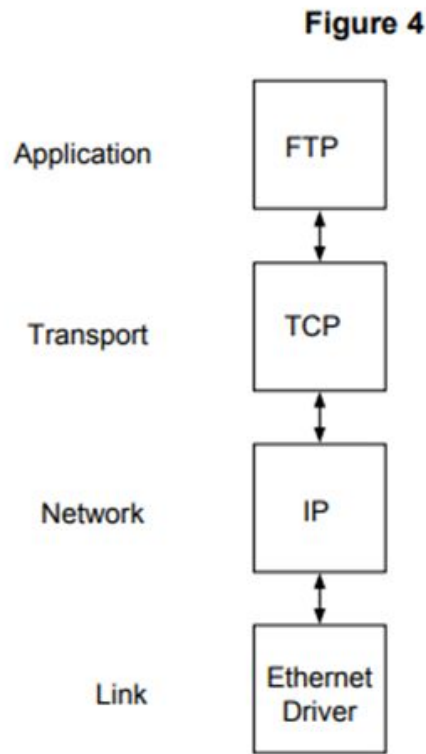 Figure 4
Application
FTP
Transport
TCP
Network
IP
Link
Ethernet
Driver